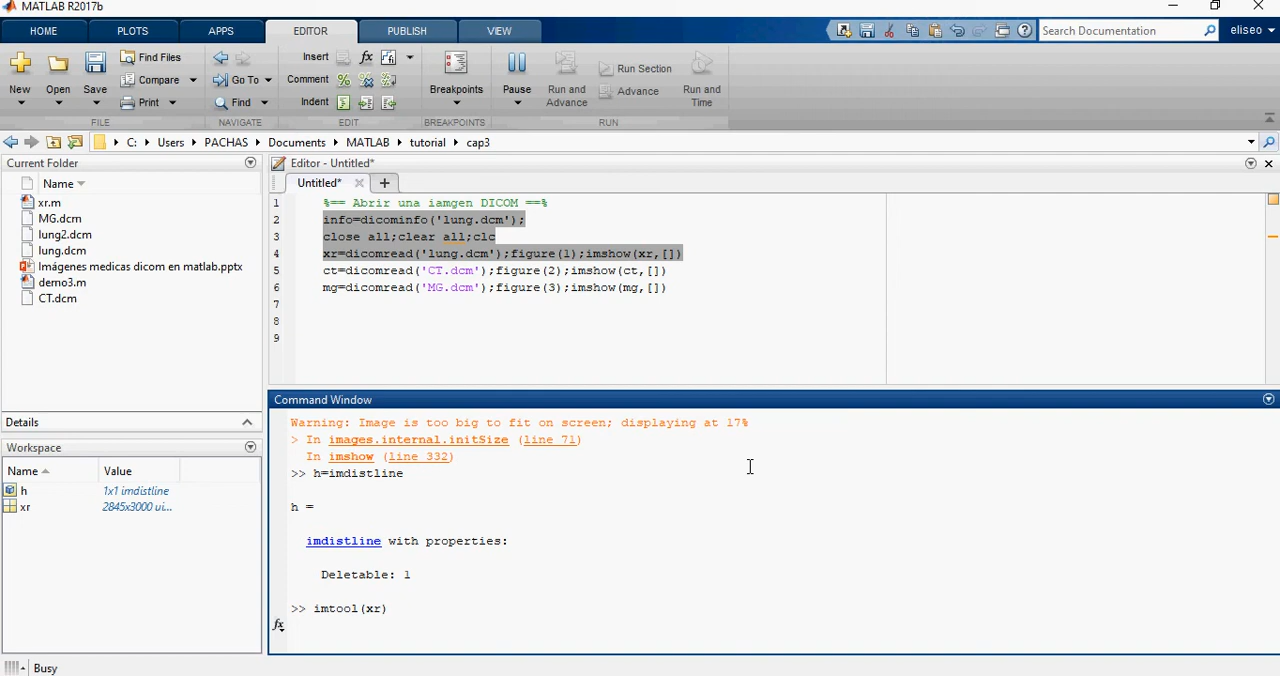 MATLAB R2017b
HOME PLOTS APPS EDITOR PUBLISH VIEW Search Documentation eliseo
New Open Save Find Files Compare Print Go To Find Insert Comment Indent fx Breakpoints Pause Run and Advance Run Section Advance Run and Time
FILE NAVIGATE EDIT BREAKPOINTS RUN
C: Users PACHAS Documents MATLAB tutorial cap3
Current Folder
Name
xr.m
MG.dcm
lung2.dcm
lung.dcm
Imágenes medicas dicom en matlab.pptx
demo3.m
CT.dcm
Details
Workspace
Name Value
h 1x1 imdistline
xr 2845x3000 ui...
Editor - Untitled*
Untitled*
1 %== Abrir una iamgen DICOM ==%
2 info=dicominfo('lung.dcm');
3 close all;clear all;clc
4 xr=dicomread('lung.dcm');figure(1);imshow(xr,[])
5 ct=dicomread('CT.dcm');figure(2);imshow(ct,[])
6 mg=dicomread('MG.dcm');figure(3);imshow(mg,[])
7
8
9
Command Window
Warning: Image is too big to fit on screen; displaying at 17%
> In images.internal.initSize (line 71)
In imshow (line 332)
>> h=imdistline
h =
imdistline with properties:
Deletable: 1
>> imtool(xr)
fx
Busy